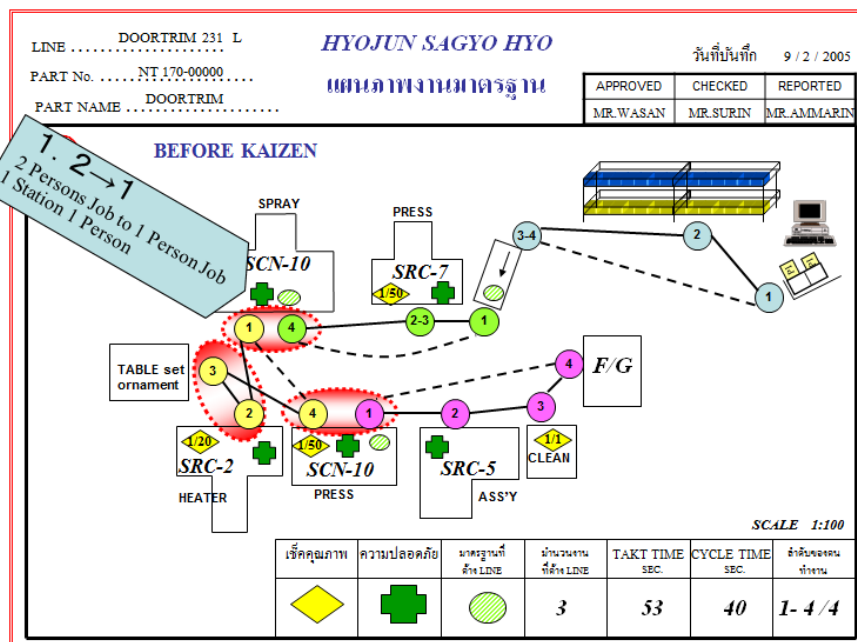 LINE ........................ DOORTRIM 231 L
HYOJUN SAGYO HYO
วันที่บันทึก 9 / 2 / 2005
PART No. ........................ NT 170-00000
แผนภาพงานมาตรฐาน
APPROVED CHECKED REPORTED
PART NAME ........................ DOORTRIM
MR.WASAN MR.SURIN MR.AMMARIN
BEFORE KAIZEN
1. 2→1
2 Persons Job to 1 Person Job
1 Station 1 Person
SPRAY
PRESS
SCN-10
SRC-7
1/50
3-4
2
1
1
4
2-3
1
TABLE set
ornament
3
2
4
1
2
3
4
F/G
1/20
SRC-2
HEATER
1/50
SCN-10
PRESS
SRC-5
ASS'Y
1/1
CLEAN
SCALE 1:100
เช็คคุณภาพ ความปลอดภัย มาตรฐานที่ จำนวนงาน TAKT TIME CYCLE TIME ลำดับของคน
ค้าง LINE ที่ค้าง LINE SEC. SEC. ทำงาน
3 53 40 1- 4 /4